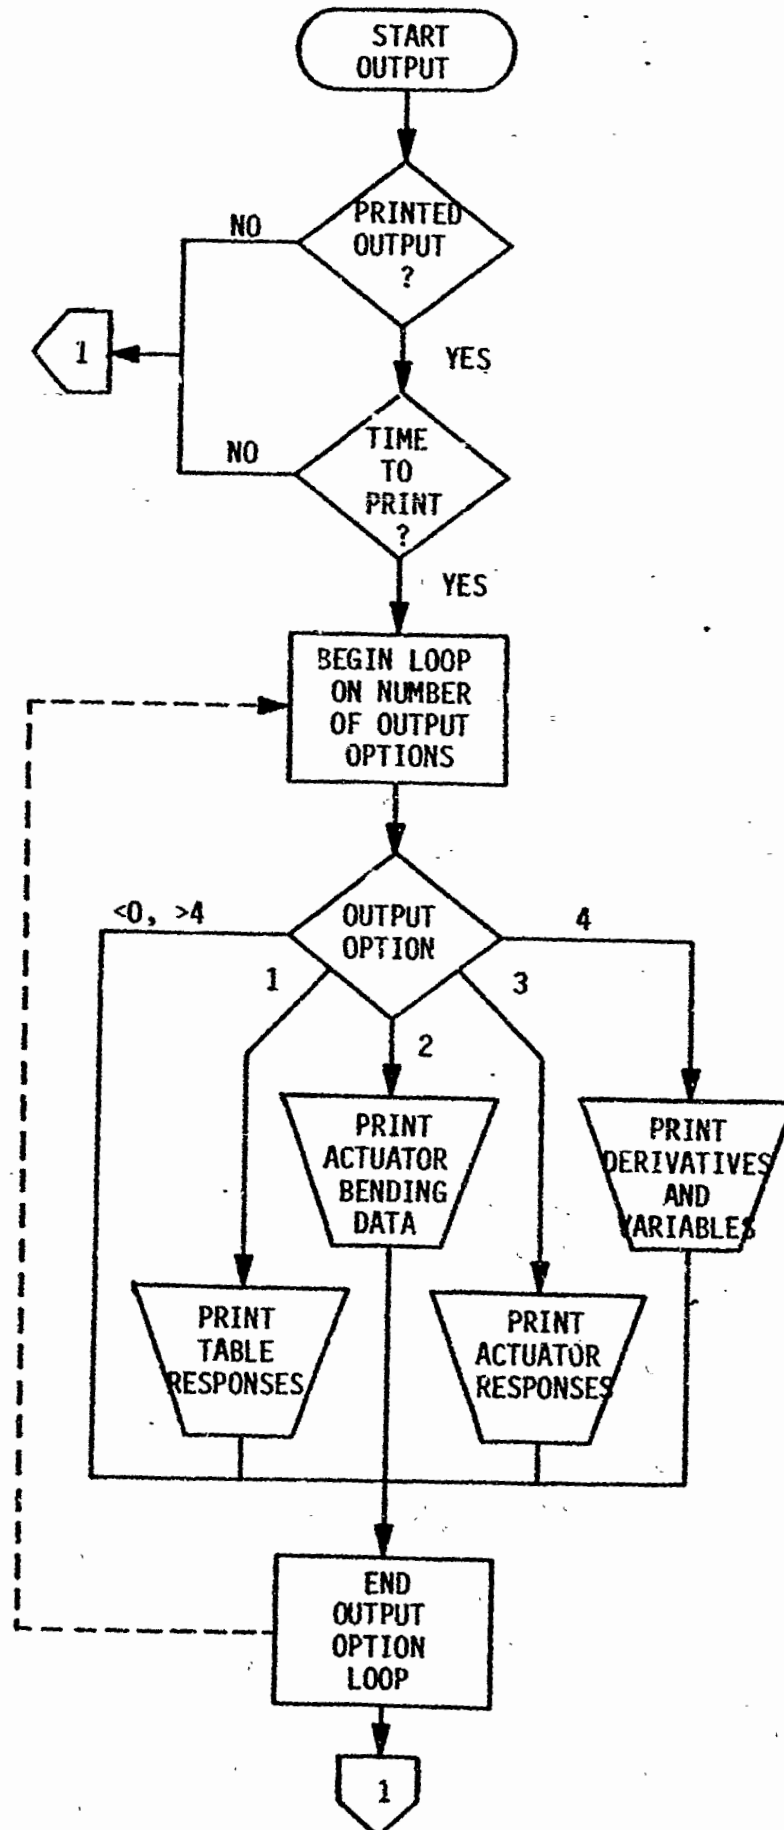 START
OUTPUT
NO
PRINTED
OUTPUT
?
1
YES
NO
TIME
TO
PRINT
?
YES
BEGIN LOOP
ON NUMBER
OF OUTPUT
OPTIONS
<0, >4
OUTPUT
OPTION
4
1
3
2
PRINT
ACTUATOR
BENDING
DATA
PRINT
DERIVATIVES
AND
VARIABLES
PRINT
TABLE
RESPONSES
PRINT
ACTUATOR
RESPONSES
END
OUTPUT
OPTION
LOOP
1